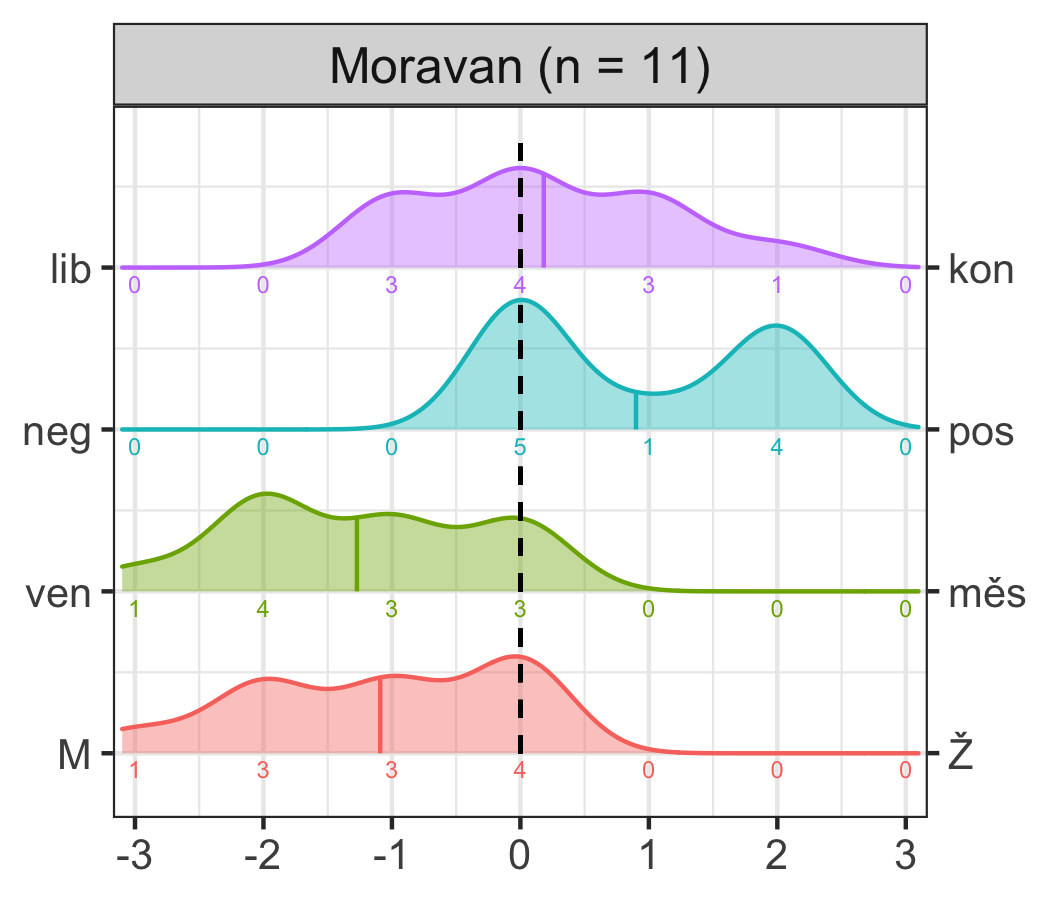 Moravan (n = 11)
lib kon
0 0 3 4 3 1 0
neg pos
0 0 0 5 1 4 0
ven měs
1 4 3 3 0 0 0
M Ž
1 3 3 4 0 0 0
-3 -2 -1 0 1 2 3